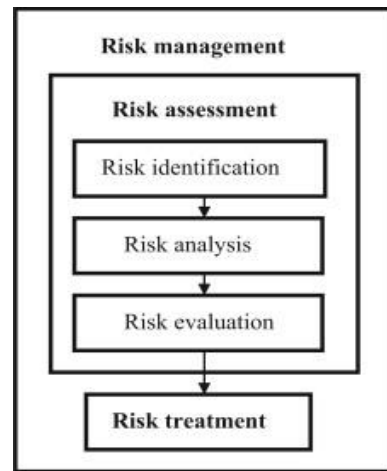 Risk management
Risk assessment
Risk identification
Risk analysis
Risk evaluation
Risk treatment